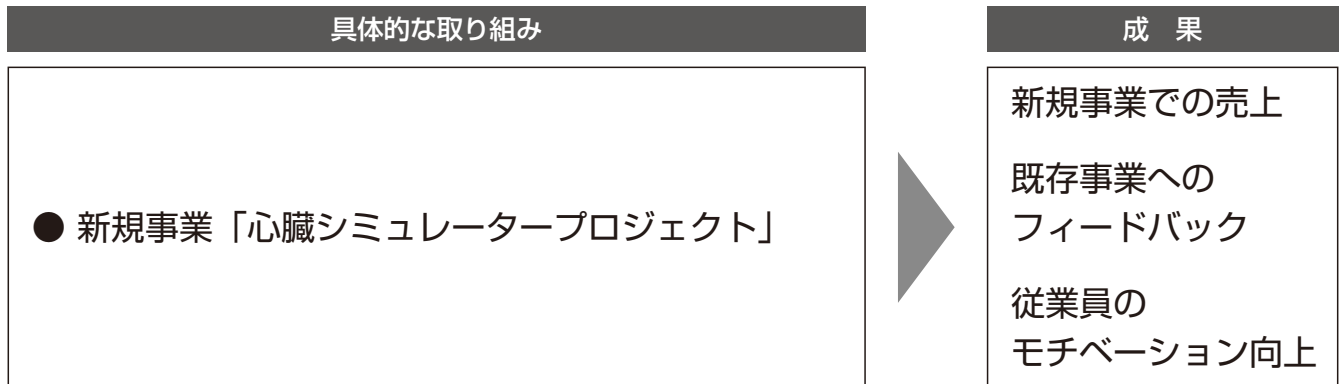 具体的な取り組み
● 新規事業「心臓シミュレータープロジェクト」
成　果
新規事業での売上
既存事業への
フィードバック
従業員の
モチベーション向上